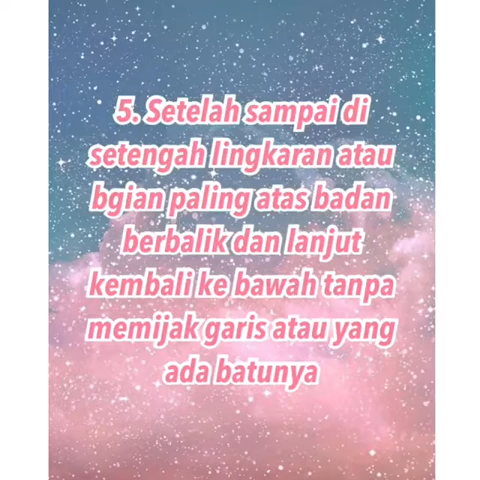 5. Setelah sampai di
setengah lingkaran atau
bgian paling atas badan
berbalik dan lanjut
kembali ke bawah tanpa
memijak garis atau yang
ada batunya